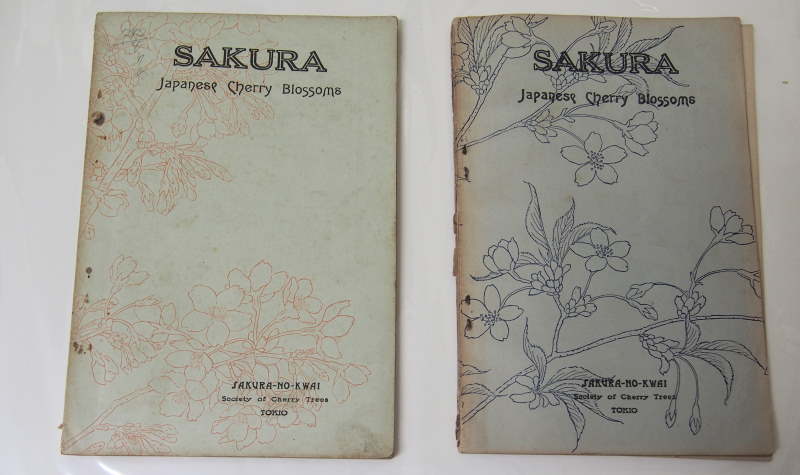 SAKURA
Japanese Cherry Blossoms
SAKURA-NO-KWAI
Society of Cherry Trees
TOKIO
SAKURA
Japanese Cherry Blossoms
SAKURA-NO-KWAI
Society of Cherry Trees
TOKIO